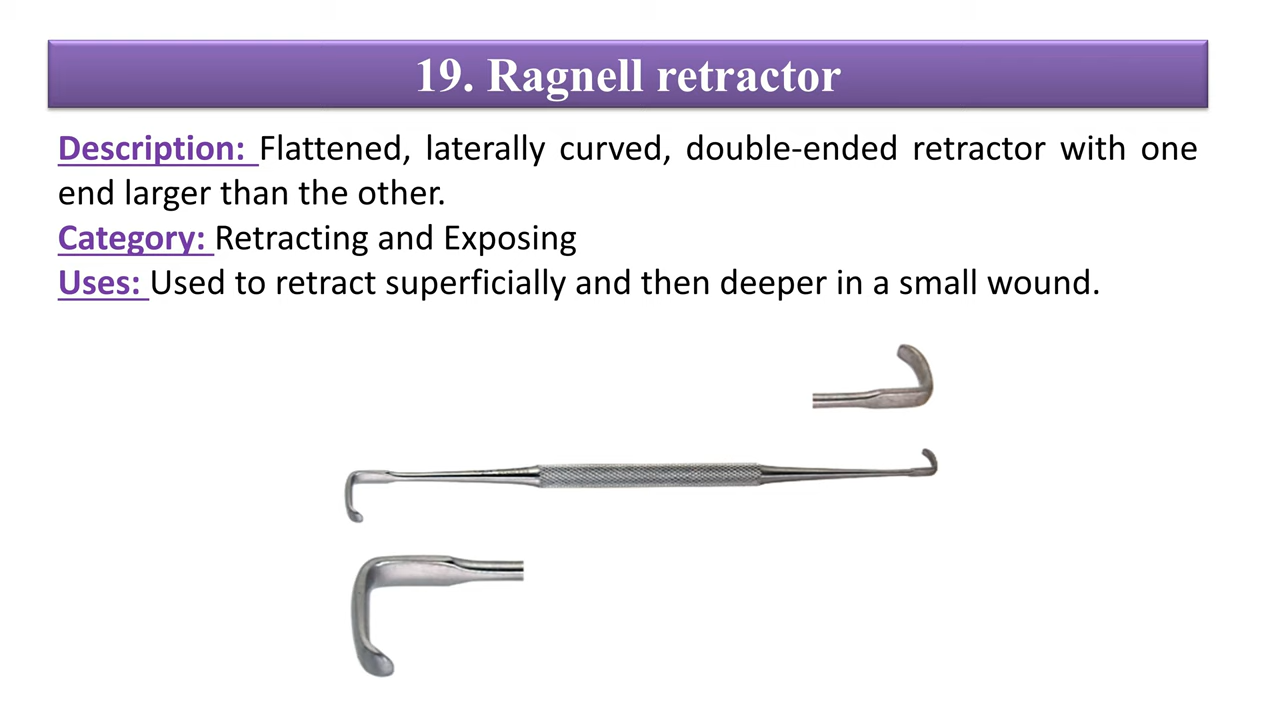 19. Ragnell retractor
Description: Flattened, laterally curved, double-ended retractor with one
end larger than the other.
Category: Retracting and Exposing
Uses: Used to retract superficially and then deeper in a small wound.